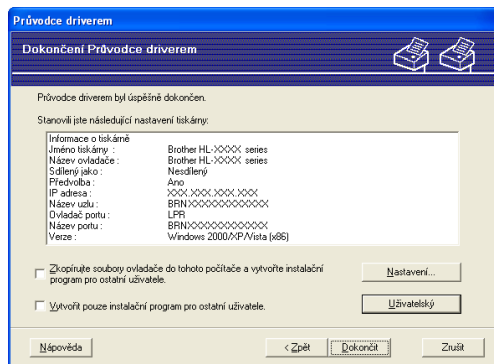 Průvodce driverem
Dokončení Průvodce driverem
Průvodce driverem byl úspěšně dokončen.
Stanovili jste následující nastavení tiskárny:
Informace o tiskárně
Jméno tiskárny : Brother HL-XXXX series
Název ovladače : Brother HL-XXXX series
Sdílený jako : Nesdílený
Předvolba : Ano
IP adresa : XXX.XXX.XXX.XXX
Název uzlu : BRNXXXXXXXXXXXX
Ovladač portu : LPR
Název portu : BRNXXXXXXXXXXXX
Verze : Windows 2000/XP/Vista (x86)
Zkopírujte soubory ovladače do tohoto počítače a vytvořte instalační
program pro ostatní uživatele.
Nastavení...
Vytvořit pouze instalační program pro ostatní uživatele.
Uživatelský
Nápověda
< Zpět
Dokončit
Zrušit